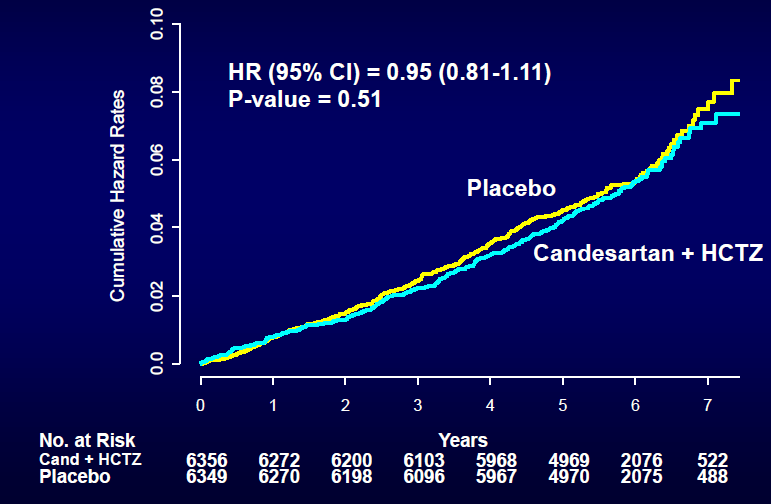 HR (95% CI) = 0.95 (0.81-1.11)
P-value = 0.51
Cumulative Hazard Rates
0.10
0.08
0.06
0.04
0.02
0.0
Placebo
Candesartan + HCTZ
0 1 2 3 4 5 6 7
No. at Risk Years
Cand + HCTZ 6356 6272 6200 6103 5968 4969 2076 522
Placebo 6349 6270 6198 6096 5967 4970 2075 488